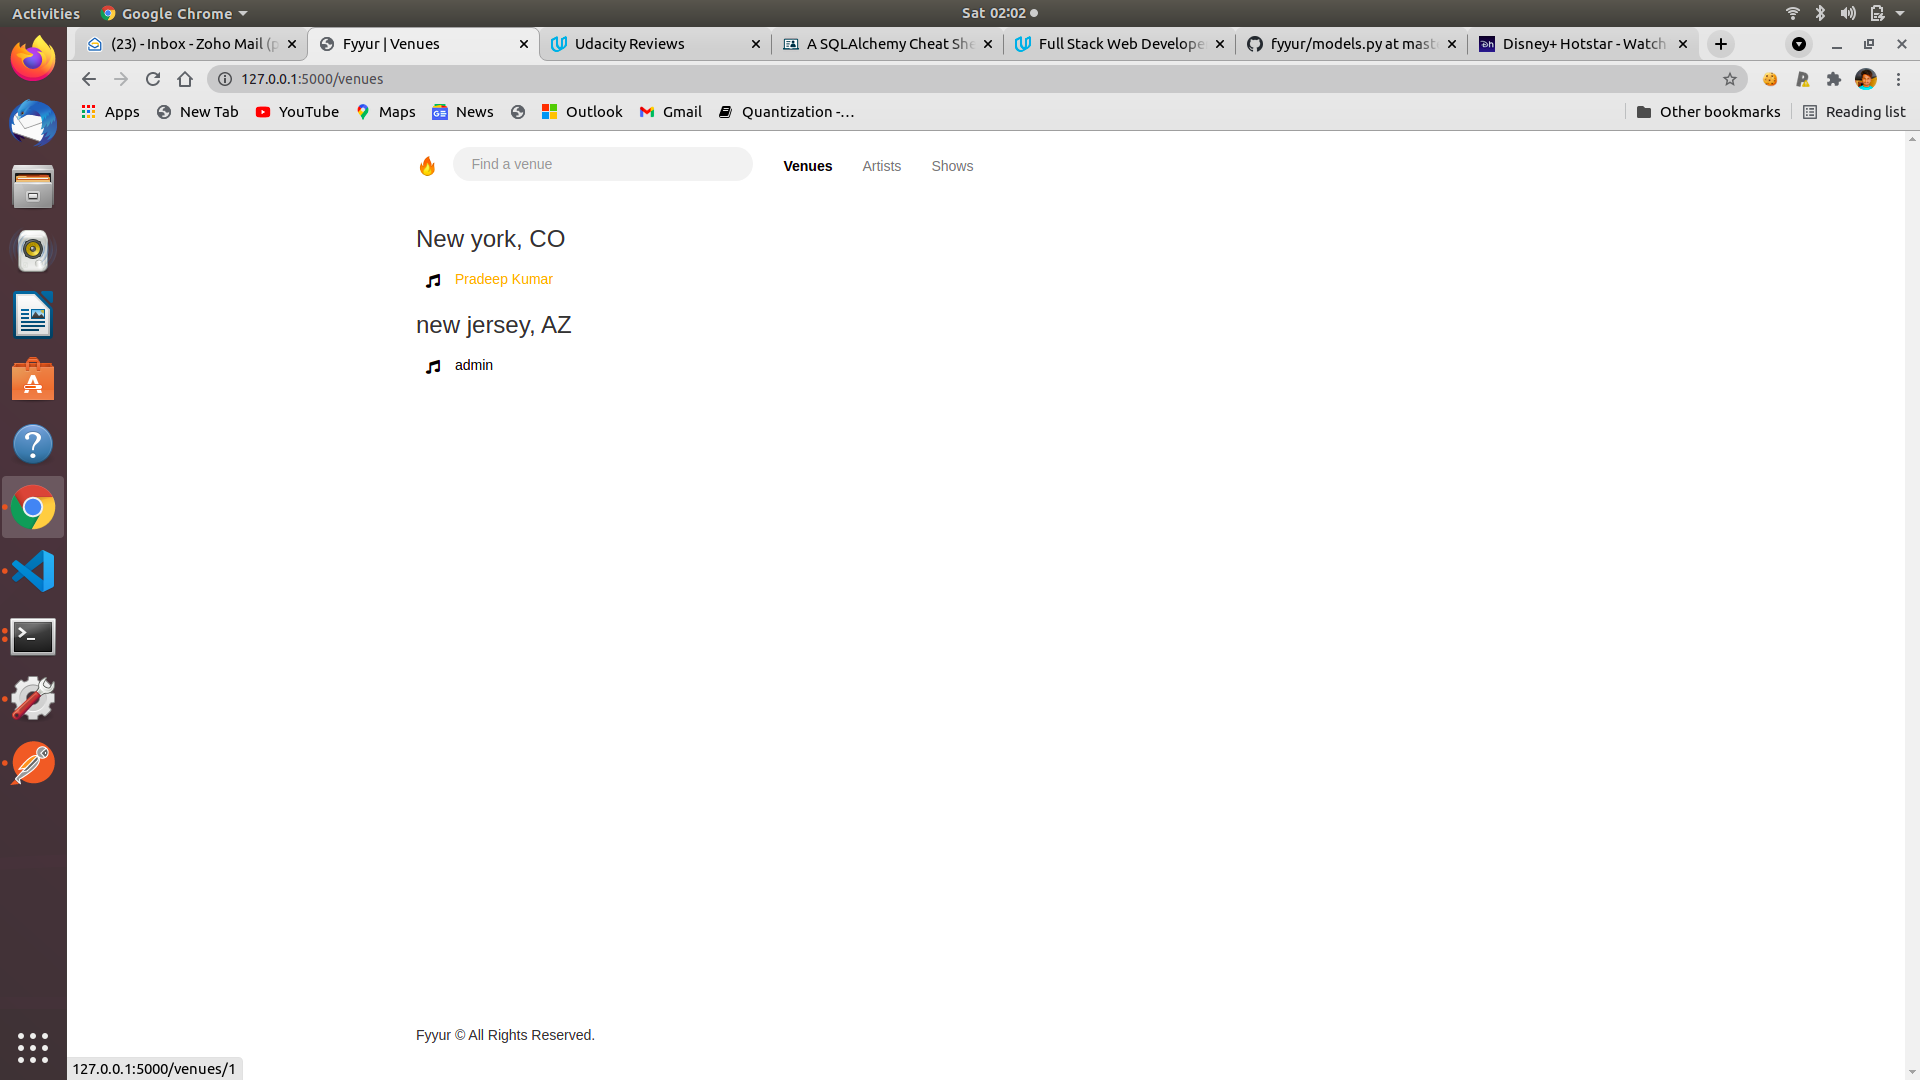 Activities
Google Chrome
Sat 02:02
(23) - Inbox - Zoho Mail (p
Fyyur | Venues
Udacity Reviews
A SQLAlchemy Cheat She
Full Stack Web Develope
fyyur/models.py at maste
Disney+ Hotstar - Watch
127.0.0.1:5000/venues
Apps
New Tab
YouTube
Maps
News
Outlook
Gmail
Quantization -...
Other bookmarks
Reading list
Find a venue
Venues
Artists
Shows
New york, CO
Pradeep Kumar
new jersey, AZ
admin
Fyyur © All Rights Reserved.
127.0.0.1:5000/venues/1